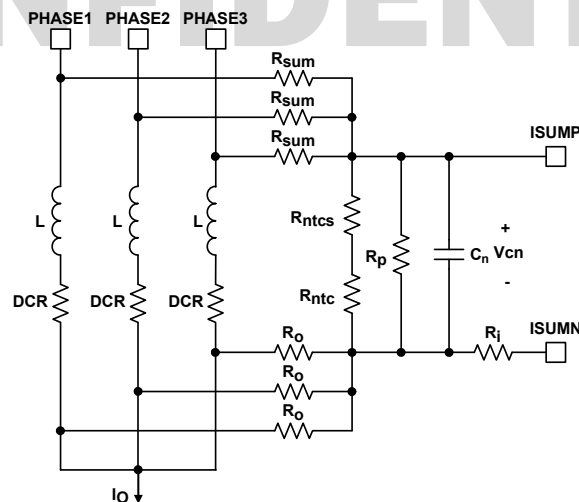 NFIDENT
PHASE1 PHASE2 PHASE3
Rsum
Rsum
Rsum
ISUMP
L L L
Rntcs
Rp
Cn Vcn
+
-
DCR DCR DCR
Rntc
Ro
Ro
Ro
Ri
ISUMN
IO